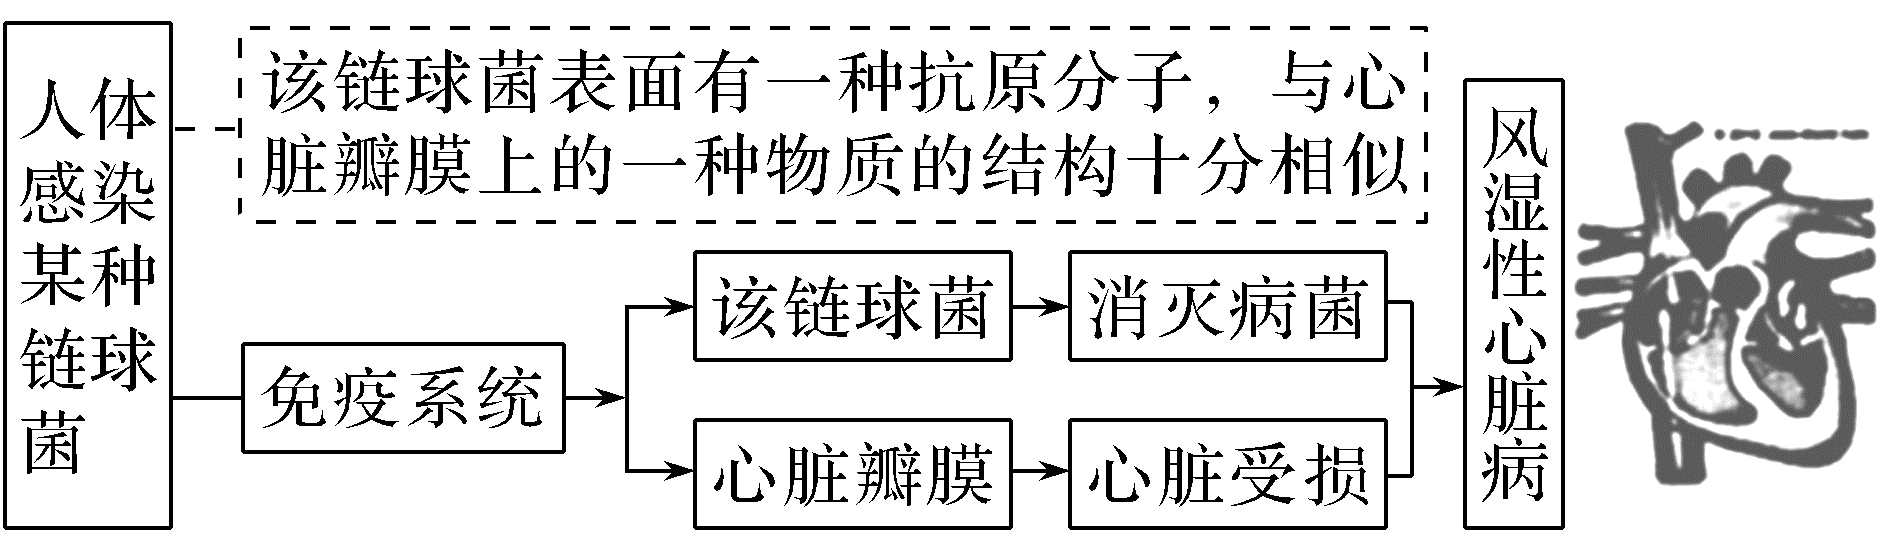 人体
感染
某种
链球
菌
该链球菌表面有一种抗原分子，与心
脏瓣膜上的一种物质的结构十分相似
免疫系统
该链球菌
消灭病菌
心脏瓣膜
心脏受损
风湿性心脏病